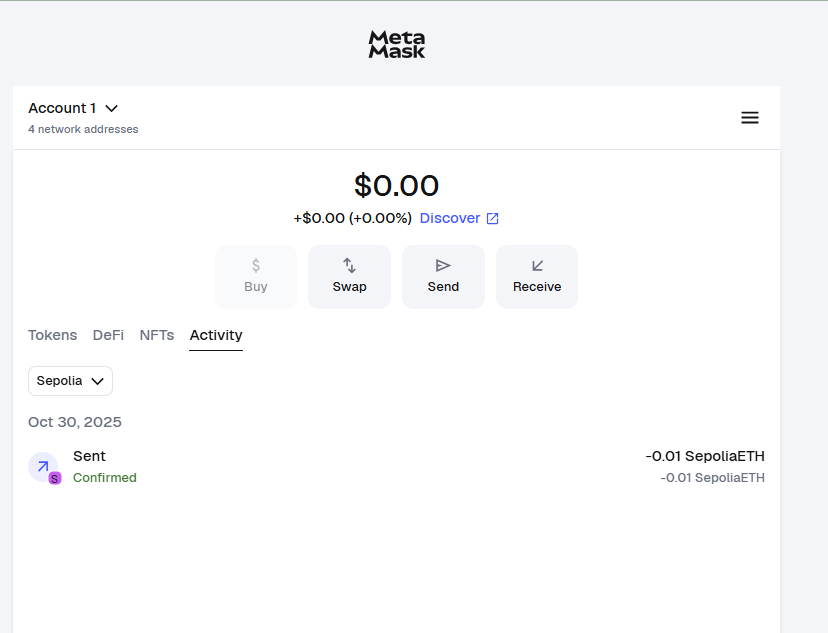 Meta
Mask
Account 1
4 network addresses
$0.00
+$0.00 (+0.00%) Discover
$
Buy Swap Send Receive
Tokens DeFi NFTs Activity
Sepolia
Oct 30, 2025
Sent -0.01 SepoliaETH
S
Confirmed -0.01 SepoliaETH